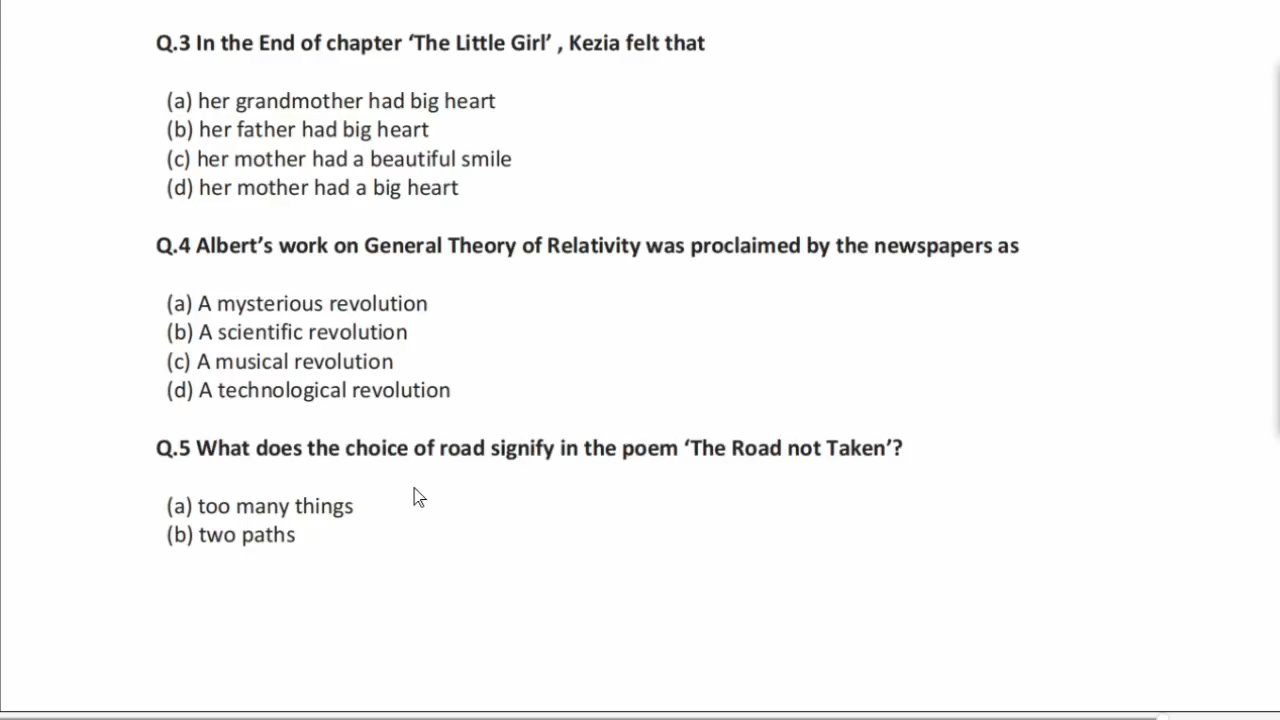 Q.3 In the End of chapter ‘The Little Girl’ , Kezia felt that
(a) her grandmother had big heart
(b) her father had big heart
(c) her mother had a beautiful smile
(d) her mother had a big heart
Q.4 Albert’s work on General Theory of Relativity was proclaimed by the newspapers as
(a) A mysterious revolution
(b) A scientific revolution
(c) A musical revolution
(d) A technological revolution
Q.5 What does the choice of road signify in the poem ‘The Road not Taken’?
(a) too many things
(b) two paths